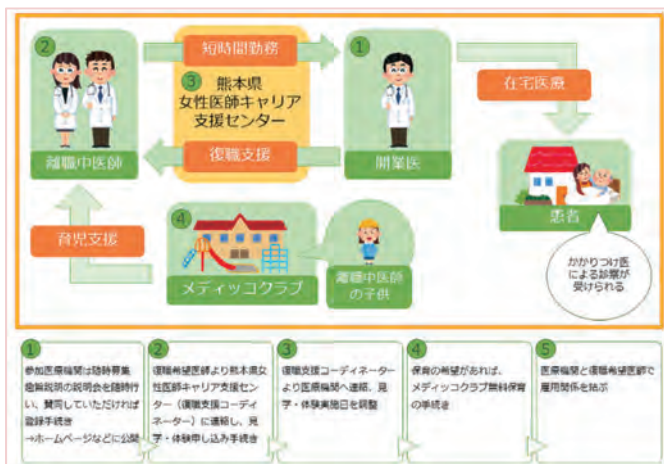 ②
短時間勤務
①
③ 熊本県
女性医師キャリア
支援センター
在宅医療
離職中医師
復職支援
開業医
育児支援
④
メディッコクラブ
離職中医師
の子供
患者
かかりつけ医
による診察が
受けられる
①
参加医療機関は随時募集
趣旨説明の説明会を随時行
い、賛同していただければ
登録手続き
→ホームページなどに公開
②
復職希望医師より熊本県女
性医師キャリア支援セン
ター（復職支援コーディ
ネーター）に連絡し、見
学・体験申し込み手続き
③
復職支援コーディネーター
より医療機関へ連絡、見
学・体験実施日を調整
④
保育の希望があれば、
メディッコクラブ無料保育
の手続き
⑤
医療機関と復職希望医師で
雇用関係を結ぶ